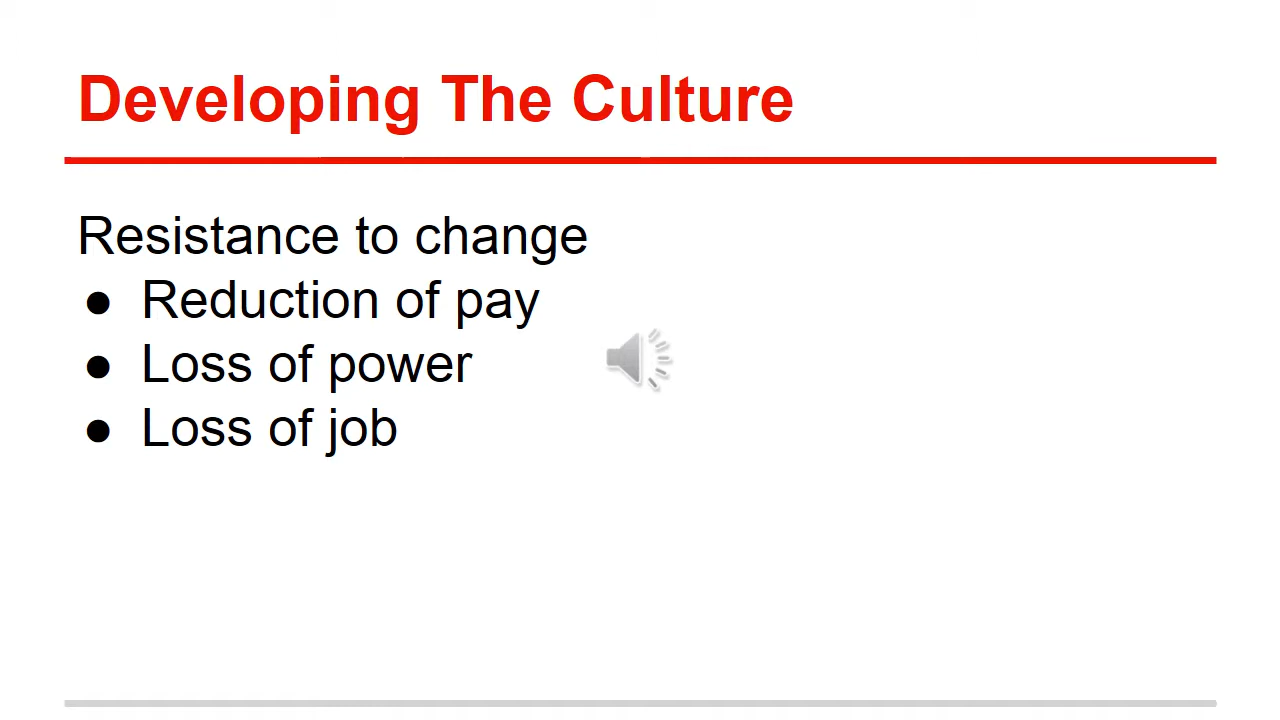 Developing The Culture
Resistance to change
● Reduction of pay
● Loss of power
● Loss of job